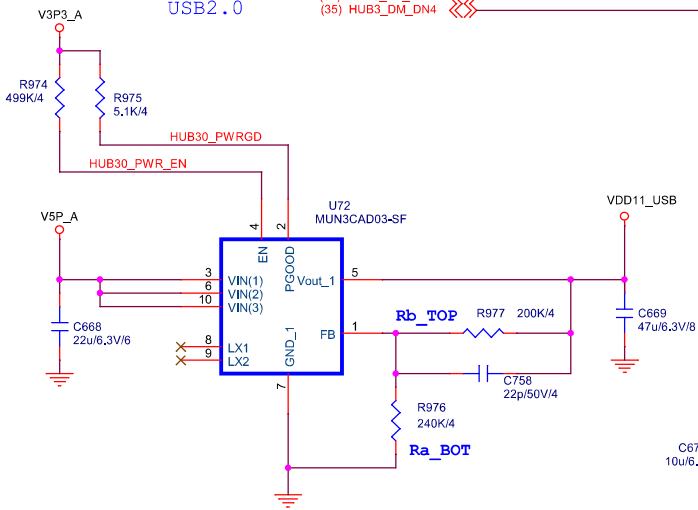 USB2.0
(35) HUB3_DM_DN4
V3P3_A
R974
499K/4
R975
5.1K/4
HUB30_PWRGD
HUB30_PWR_EN
V5P_A
U72
MUN3CAD03-SF
VDD11_USB
4
2
EN
PGOOD
3
VIN(1)
Vout_1
5
6
VIN(2)
10
VIN(3)
C668
22u/6.3V/6
8
LX1
9
LX2
GND_1
FB
1
7
Rb_TOP
R977
200K/4
C669
47u/6.3V/8
C758
22p/50V/4
R976
240K/4
Ra_BOT
C67
10u/6.